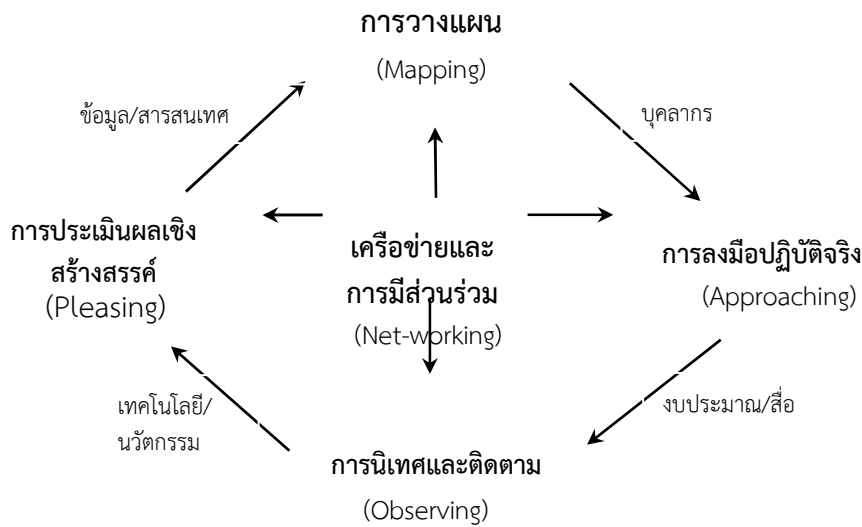 การวางแผน
(Mapping)
ข้อมูล/สารสนเทศ
บุคลากร
การประเมินผลเชิง
สร้างสรรค์
(Pleasing)
เครือข่ายและ
การมีส่วนร่วม
(Net-working)
การลงมือปฏิบัติจริง
(Approaching)
เทคโนโลยี/
นวัตกรรม
งบประมาณ/สื่อ
การนิเทศและติดตาม
(Observing)